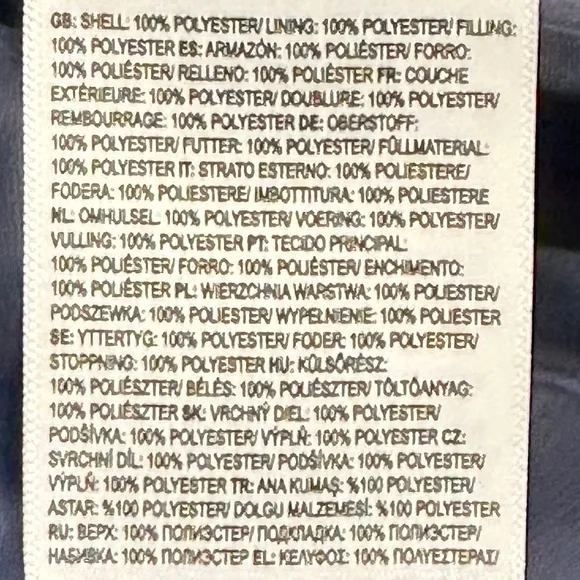 GB: SHELL: 100% POLYESTER/ LINING: 100% POLYESTER/ FILLING:
100% POLYESTER ES: ARMAZÓN: 100% POLIÉSTER/ FORRO:
100% POLIÉSTER/ RELLENO: 100% POLIÉSTER FR: COUCHE
EXTÉRIEURE: 100% POLYESTER/ DOUBLURE: 100% POLYESTER/
REMBOURRAGE: 100% POLYESTER DE: OBERSTOFF:
100% POLYESTER/ FUTTER: 100% POLYESTER/ FÜLLMATERIAL:
100% POLYESTER IT: STRATO ESTERNO: 100% POLIESTERE/
FODERA: 100% POLIESTERE/ IMBOTTITURA: 100% POLIESTERE
NL: OMHULSEL: 100% POLYESTER/ VOERING: 100% POLYESTER/
VULLING: 100% POLYESTER PT: TECIDO PRINCIPAL:
100% POLIÉSTER/ FORRO: 100% POLIÉSTER/ ENCHIMENTO:
100% POLIÉSTER PL: WIERZCHNIA WARSTWA: 100% POLIESTER/
PODSZEWKA: 100% POLIESTER/ WYPEŁNIENIE: 100% POLIESTER
SE: YTTERTYG: 100% POLYESTER/ FODER: 100% POLYESTER/
STOPPNING: 100% POLYESTER HU: KÜLSŐRÉSZ:
100% POLIÉSZTER/ BÉLÉS: 100% POLIÉSZTER/ TÖLTŐANYAG:
100% POLIÉSZTER SK: VRCHNÝ DIEL: 100% POLYESTER/
PODŠÍVKA: 100% POLYESTER/ VÝPLŇ: 100% POLYESTER CZ:
SVRCHNÍ DÍL: 100% POLYESTER/ PODŠÍVKA: 100% POLYESTER/
VÝPLŇ: 100% POLYESTER TR: ANA KUMAŞ: %100 POLYESTER/
ASTAR: %100 POLYESTER/ DOLGU MALZEMESİ: %100 POLYESTER
RU: ВЕРХ: 100% ПОЛИЭСТЕР/ ПОДКЛАДКА: 100% ПОЛИЭСТЕР/
НАБИВКА: 100% ПОЛИЭСТЕР EL: ΚΕΛΥΦΟΣ: 100% ΠΟΛΥΕΣΤΕΡΑΣ/